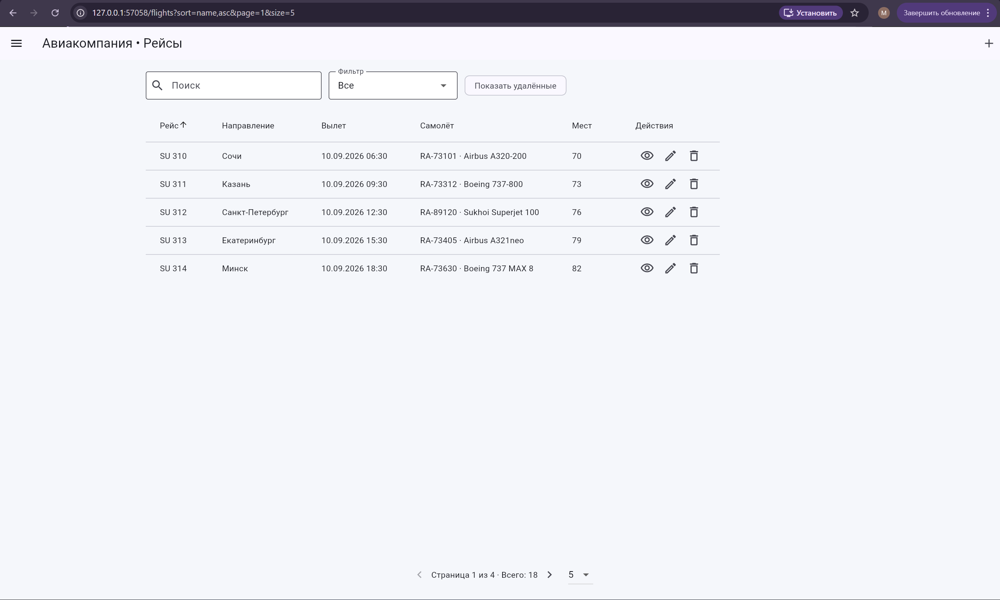 127.0.0.1:57058/flights?sort=name,asc&page=1&size=5 Установить M Завершить обновление
Авиакомпания • Рейсы
Поиск Фильтр Все Показать удалённые
Рейс Направление Вылет Самолёт Мест Действия
SU 310 Сочи 10.09.2026 06:30 RA-73101 · Airbus A320-200 70
SU 311 Казань 10.09.2026 09:30 RA-73312 · Boeing 737-800 73
SU 312 Санкт-Петербург 10.09.2026 12:30 RA-89120 · Sukhoi Superjet 100 76
SU 313 Екатеринбург 10.09.2026 15:30 RA-73405 · Airbus A321neo 79
SU 314 Минск 10.09.2026 18:30 RA-73630 · Boeing 737 MAX 8 82
Страница 1 из 4 · Всего: 18 5